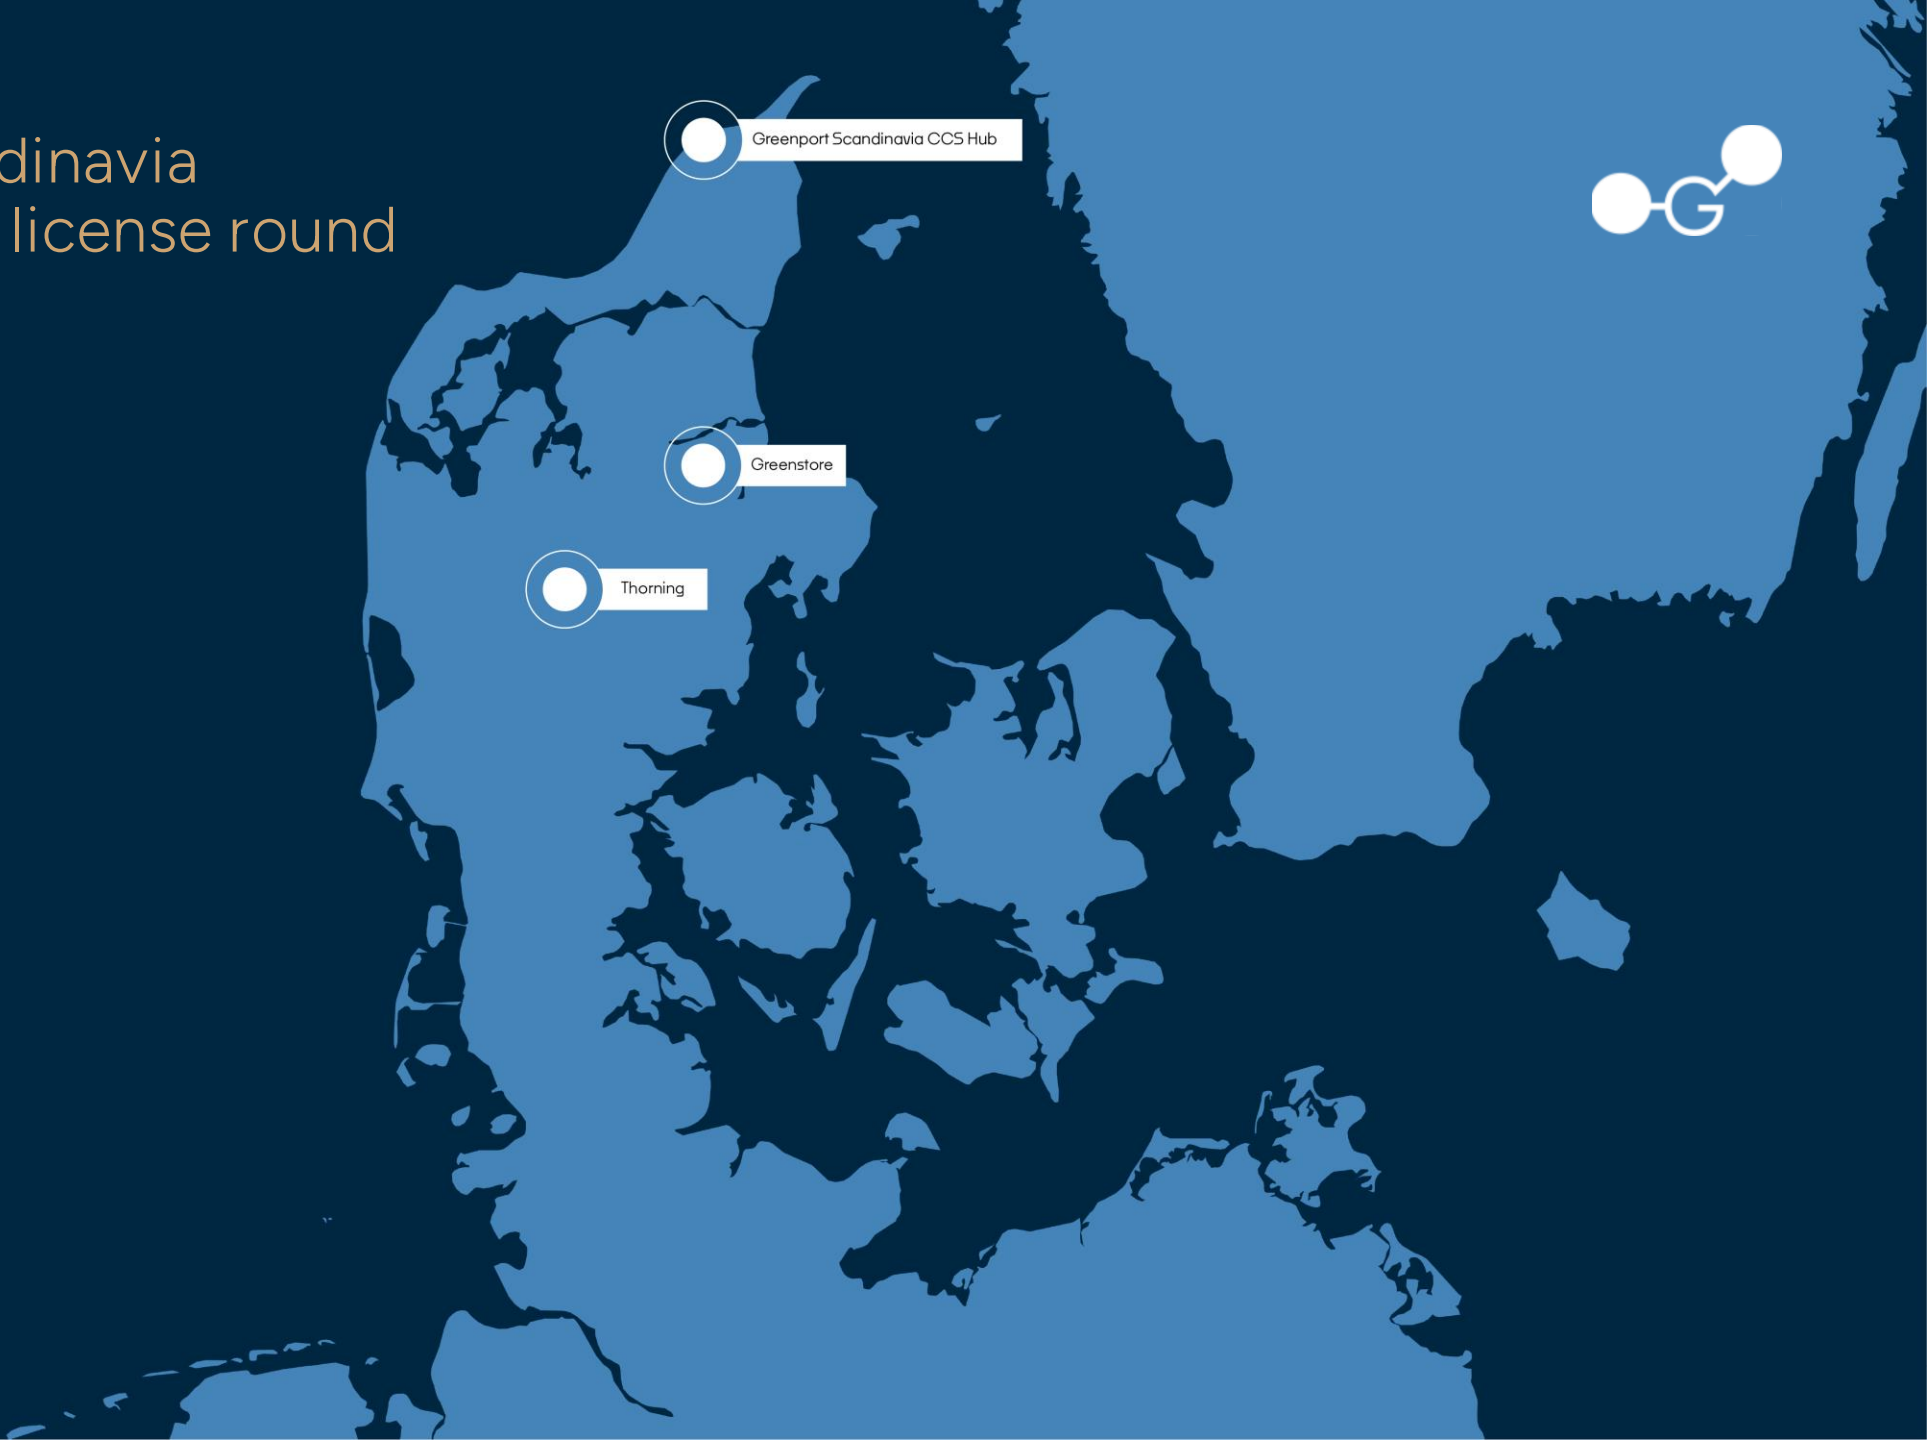 dinavia
license round
Greenport Scandinavia CCS Hub
Greenstore
Thorning
G